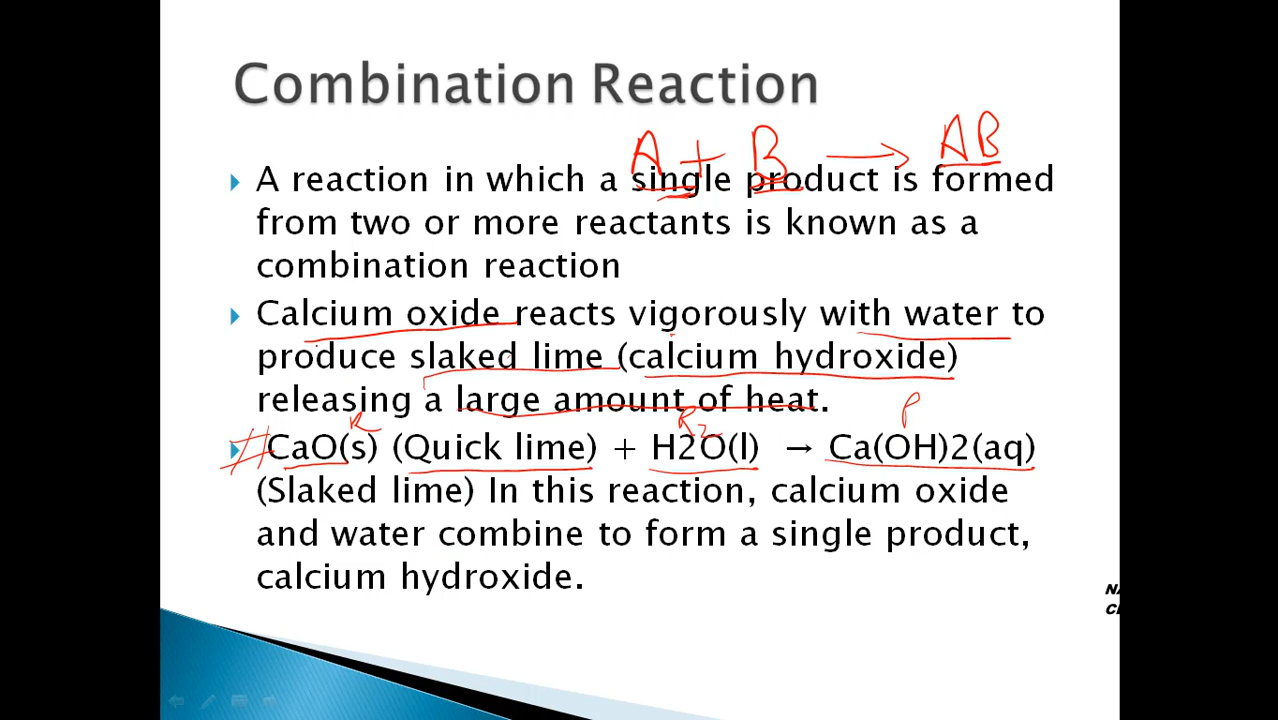 Combination Reaction
A + B → AB
A reaction in which a single product is formed
from two or more reactants is known as a
combination reaction
Calcium oxide reacts vigorously with water to
produce slaked lime (calcium hydroxide)
releasing a large amount of heat.
R R2 P
CaO(s) (Quick lime) + H2O(l) → Ca(OH)2(aq)
(Slaked lime) In this reaction, calcium oxide
and water combine to form a single product,
calcium hydroxide.